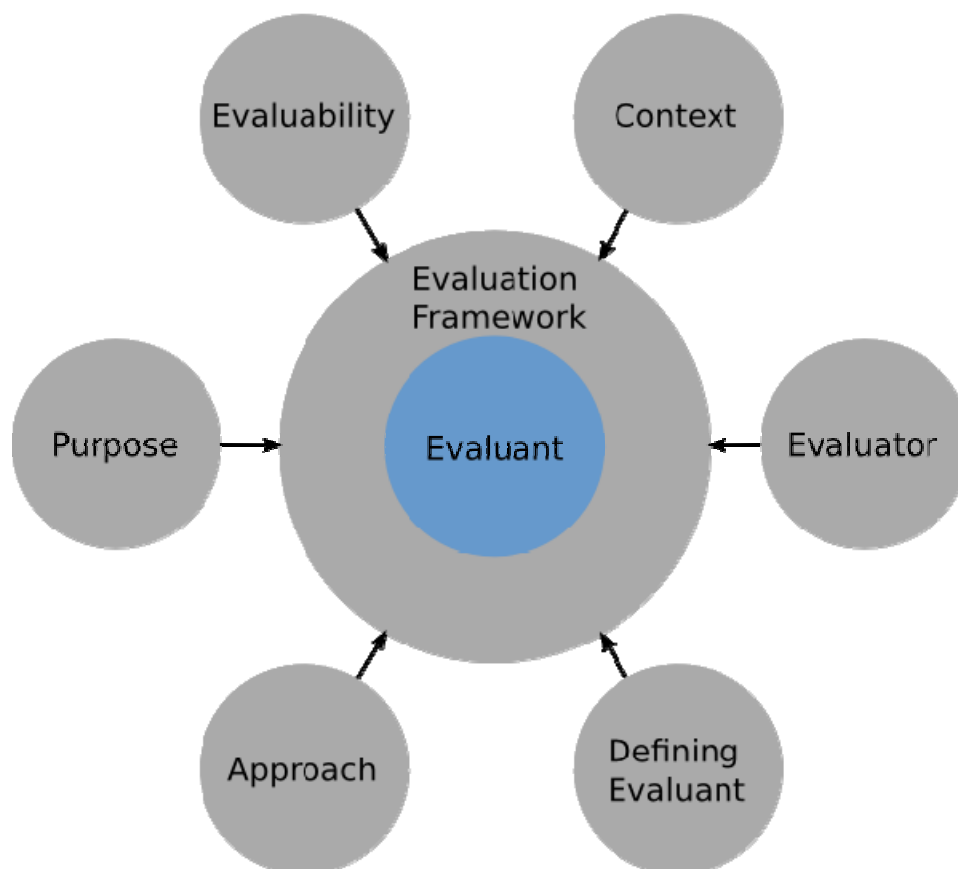 Evaluability
Context
Evaluation
Framework
Purpose
Evaluant
Evaluator
Approach
Defining
Evaluant